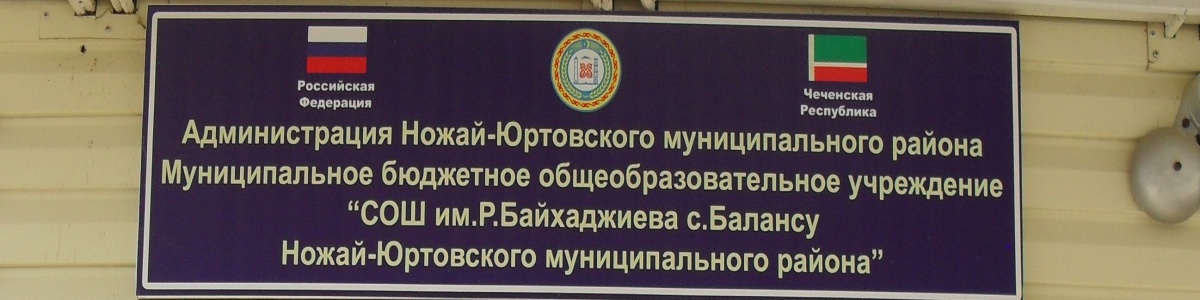 Российская
Федерация
Чеченская
Республика
Администрация Ножай-Юртовского муниципального района
Муниципальное бюджетное общеобразовательное учреждение
“СОШ им.Р.Байхаджиева с.Балансу
Ножай-Юртовского муниципального района”